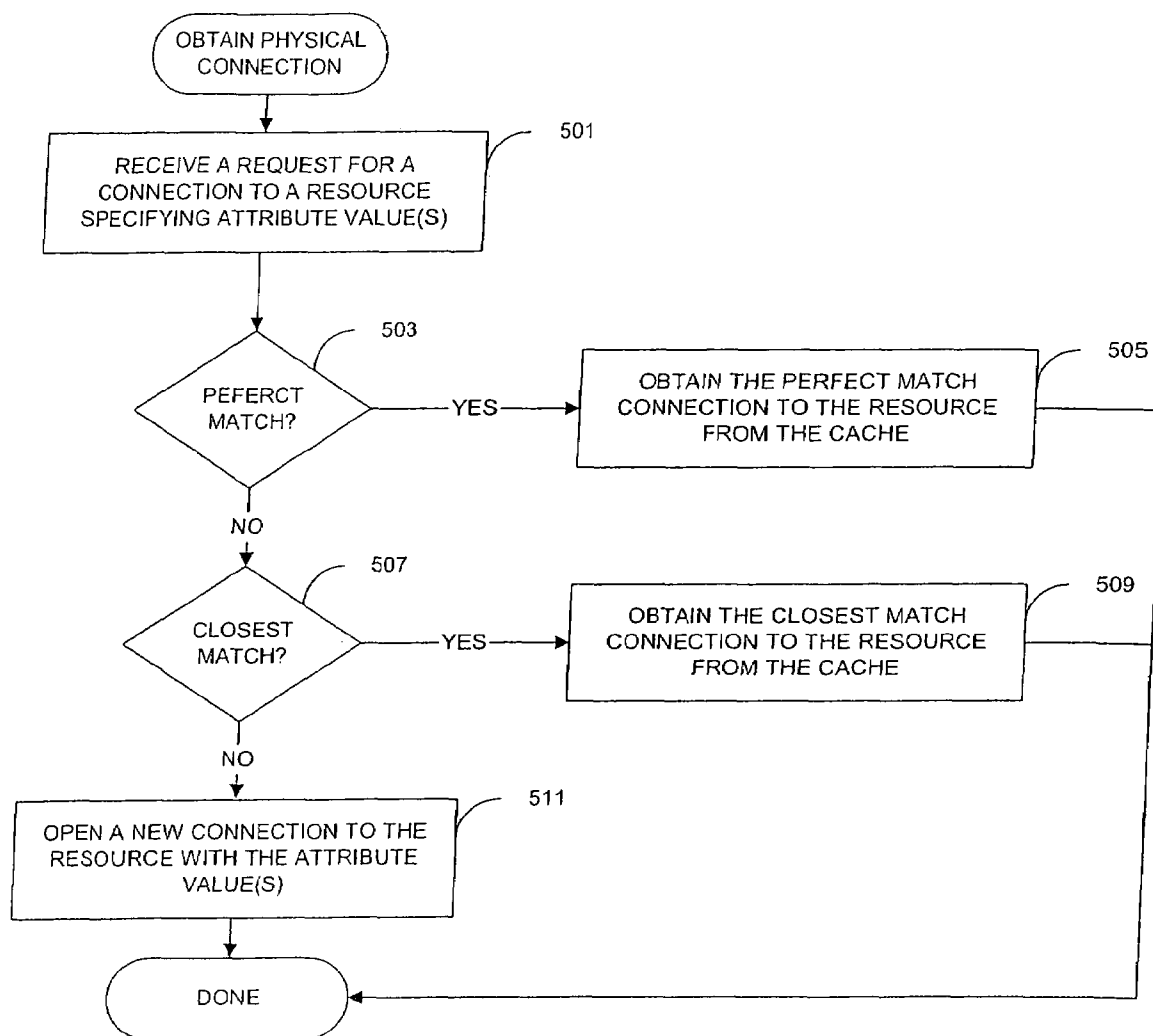 OBTAIN PHYSICAL
CONNECTION
501
RECEIVE A REQUEST FOR A
CONNECTION TO A RESOURCE
SPECIFYING ATTRIBUTE VALUE(S)
503
PEFERCT
MATCH?
YES
505
OBTAIN THE PERFECT MATCH
CONNECTION TO THE RESOURCE
FROM THE CACHE
NO
507
CLOSEST
MATCH?
YES
509
OBTAIN THE CLOSEST MATCH
CONNECTION TO THE RESOURCE
FROM THE CACHE
NO
511
OPEN A NEW CONNECTION TO THE
RESOURCE WITH THE ATTRIBUTE
VALUE(S)
DONE